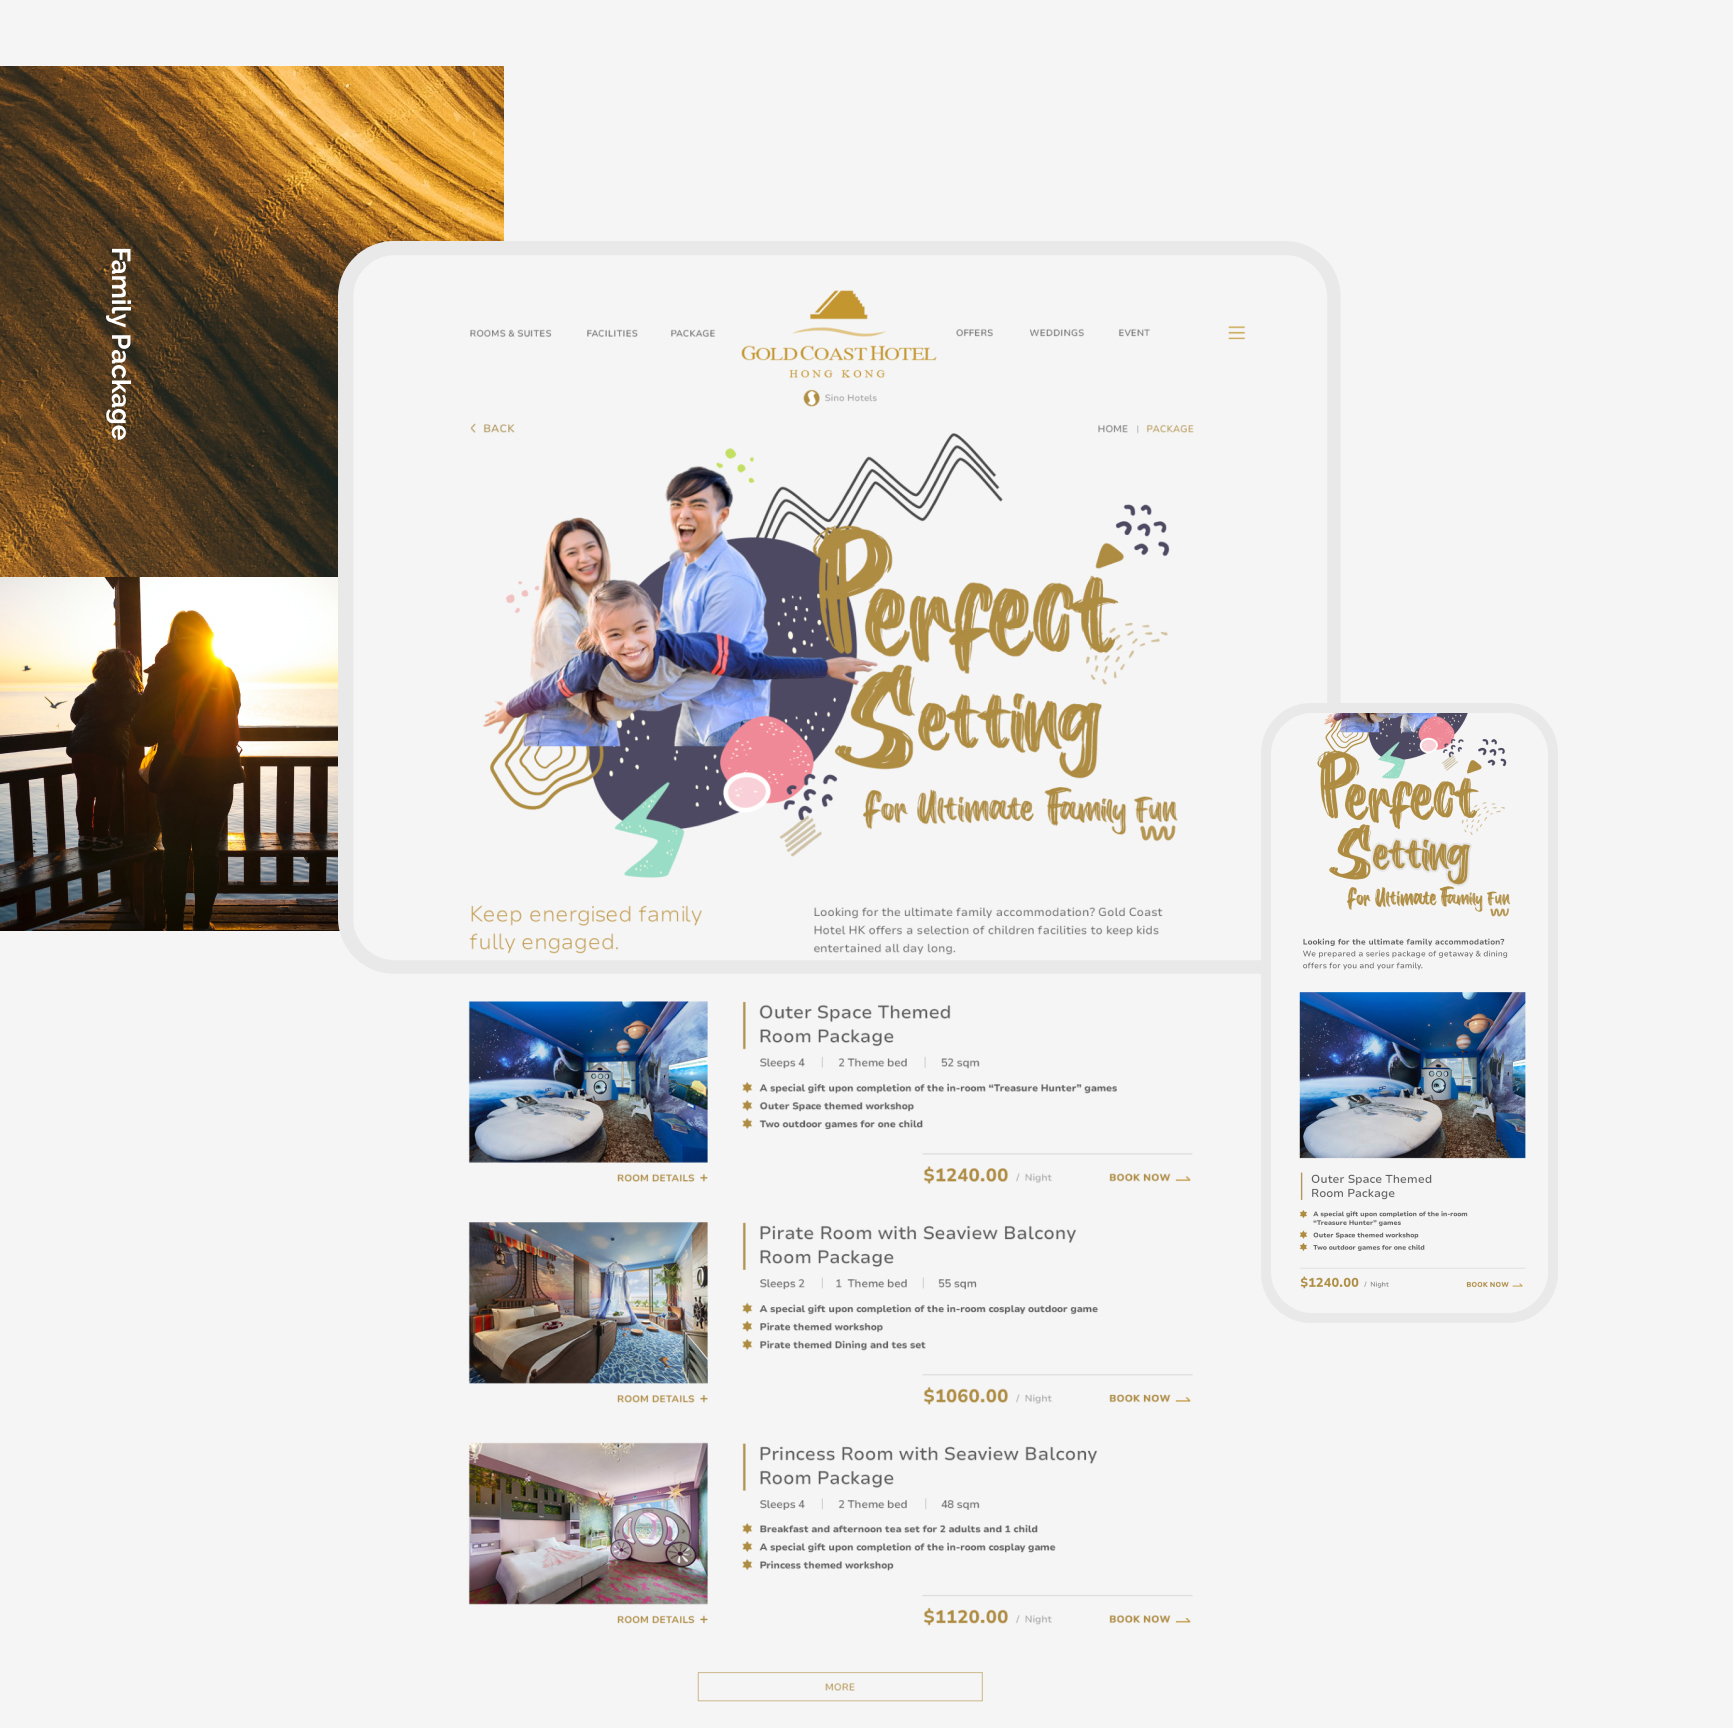 Family Package
ROOMS & SUITES FACILITIES PACKAGE OFFERS WEDDINGS EVENT
GOLD COAST HOTEL
HONG KONG
Sino Hotels
BACK
HOME | PACKAGE
Perfect
Setting
for Ultimate Family Fun
Keep energised family
fully engaged.
Looking for the ultimate family accommodation? Gold Coast
Hotel HK offers a selection of children facilities to keep kids
entertained all day long.
Outer Space Themed
Room Package
Sleeps 4 | 2 Theme bed | 52 sqm
A special gift upon completion of the in-room “Treasure Hunter” games
Outer Space themed workshop
Two outdoor games for one child
ROOM DETAILS +
$1240.00 / Night BOOK NOW
Pirate Room with Seaview Balcony
Room Package
Sleeps 2 | 1 Theme bed | 55 sqm
A special gift upon completion of the in-room cosplay outdoor game
Pirate themed workshop
Pirate themed Dining and tes set
ROOM DETAILS +
$1060.00 / Night BOOK NOW
Princess Room with Seaview Balcony
Room Package
Sleeps 4 | 2 Theme bed | 48 sqm
Breakfast and afternoon tea set for 2 adults and 1 child
A special gift upon completion of the in-room cosplay game
Princess themed workshop
ROOM DETAILS +
$1120.00 / Night BOOK NOW
MORE
Perfect
Setting
for Ultimate Family Fun
Looking for the ultimate family accommodation?
We prepared a series package of getaway & dining
offers for you and your family.
Outer Space Themed
Room Package
A special gift upon completion of the in-room
“Treasure Hunter” games
Outer Space themed workshop
Two outdoor games for one child
$1240.00 / Night BOOK NOW